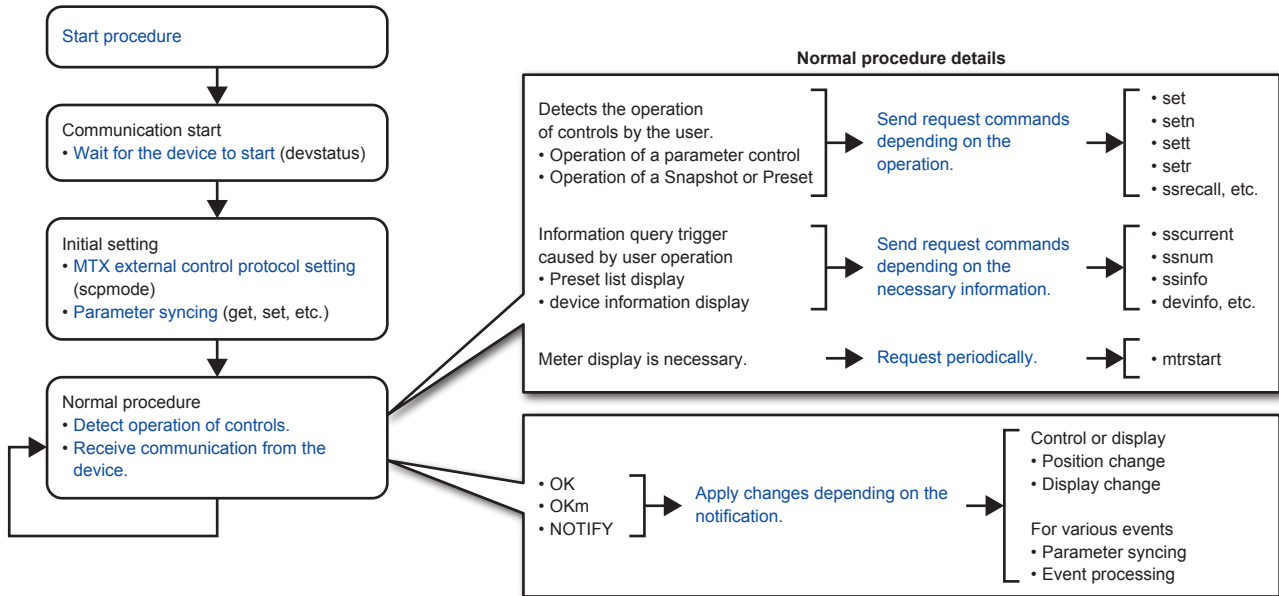 Start procedure
Communication start
• Wait for the device to start (devstatus)
Initial setting
• MTX external control protocol setting
(scpmode)
• Parameter syncing (get, set, etc.)
Normal procedure
• Detect operation of controls.
• Receive communication from the
device.
Normal procedure details
Detects the operation
of controls by the user.
• Operation of a parameter control
• Operation of a Snapshot or Preset
Send request commands
depending on the
operation.
• set
• setn
• sett
• setr
• ssrecall, etc.
Information query trigger
caused by user operation
• Preset list display
• device information display
Send request commands
depending on the
necessary information.
• sscurrent
• ssnum
• ssinfo
• devinfo, etc.
Meter display is necessary.
Request periodically.
• mtrstart
• OK
• OKm
• NOTIFY
Apply changes depending on the
notification.
Control or display
• Position change
• Display change
For various events
• Parameter syncing
• Event processing